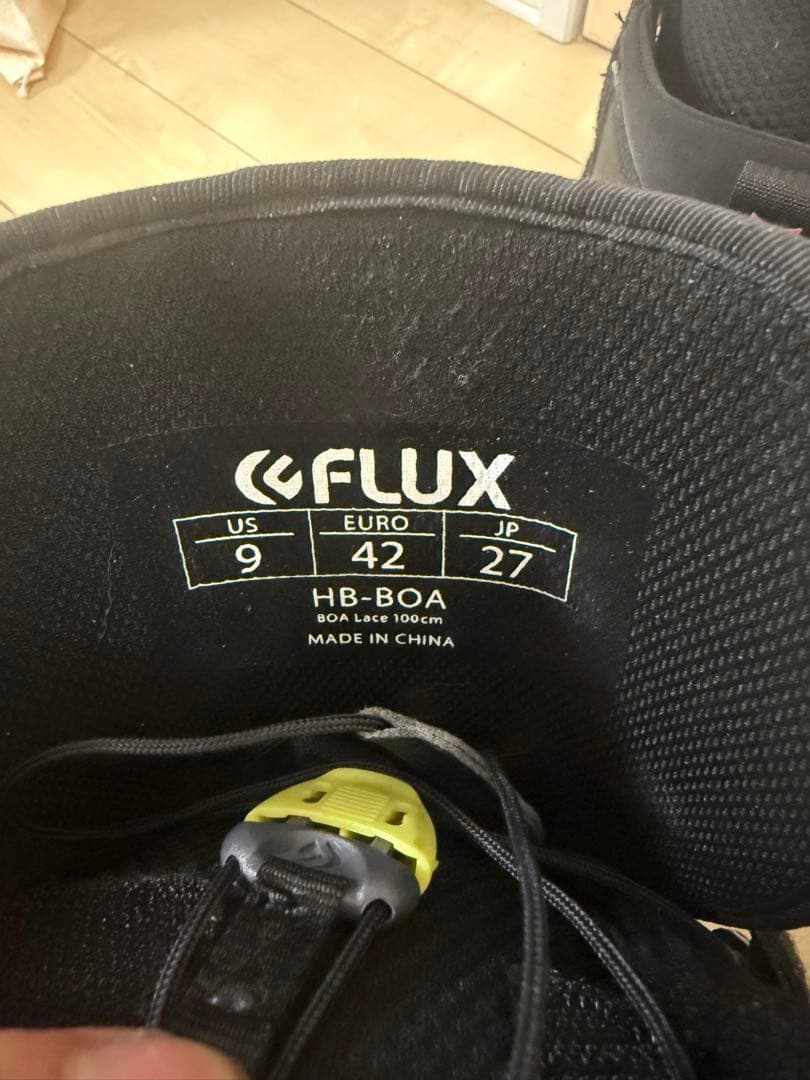 FLUX
US EURO JP
9 42 27
HB-BOA
BOA Lace 100cm
MADE IN CHINA